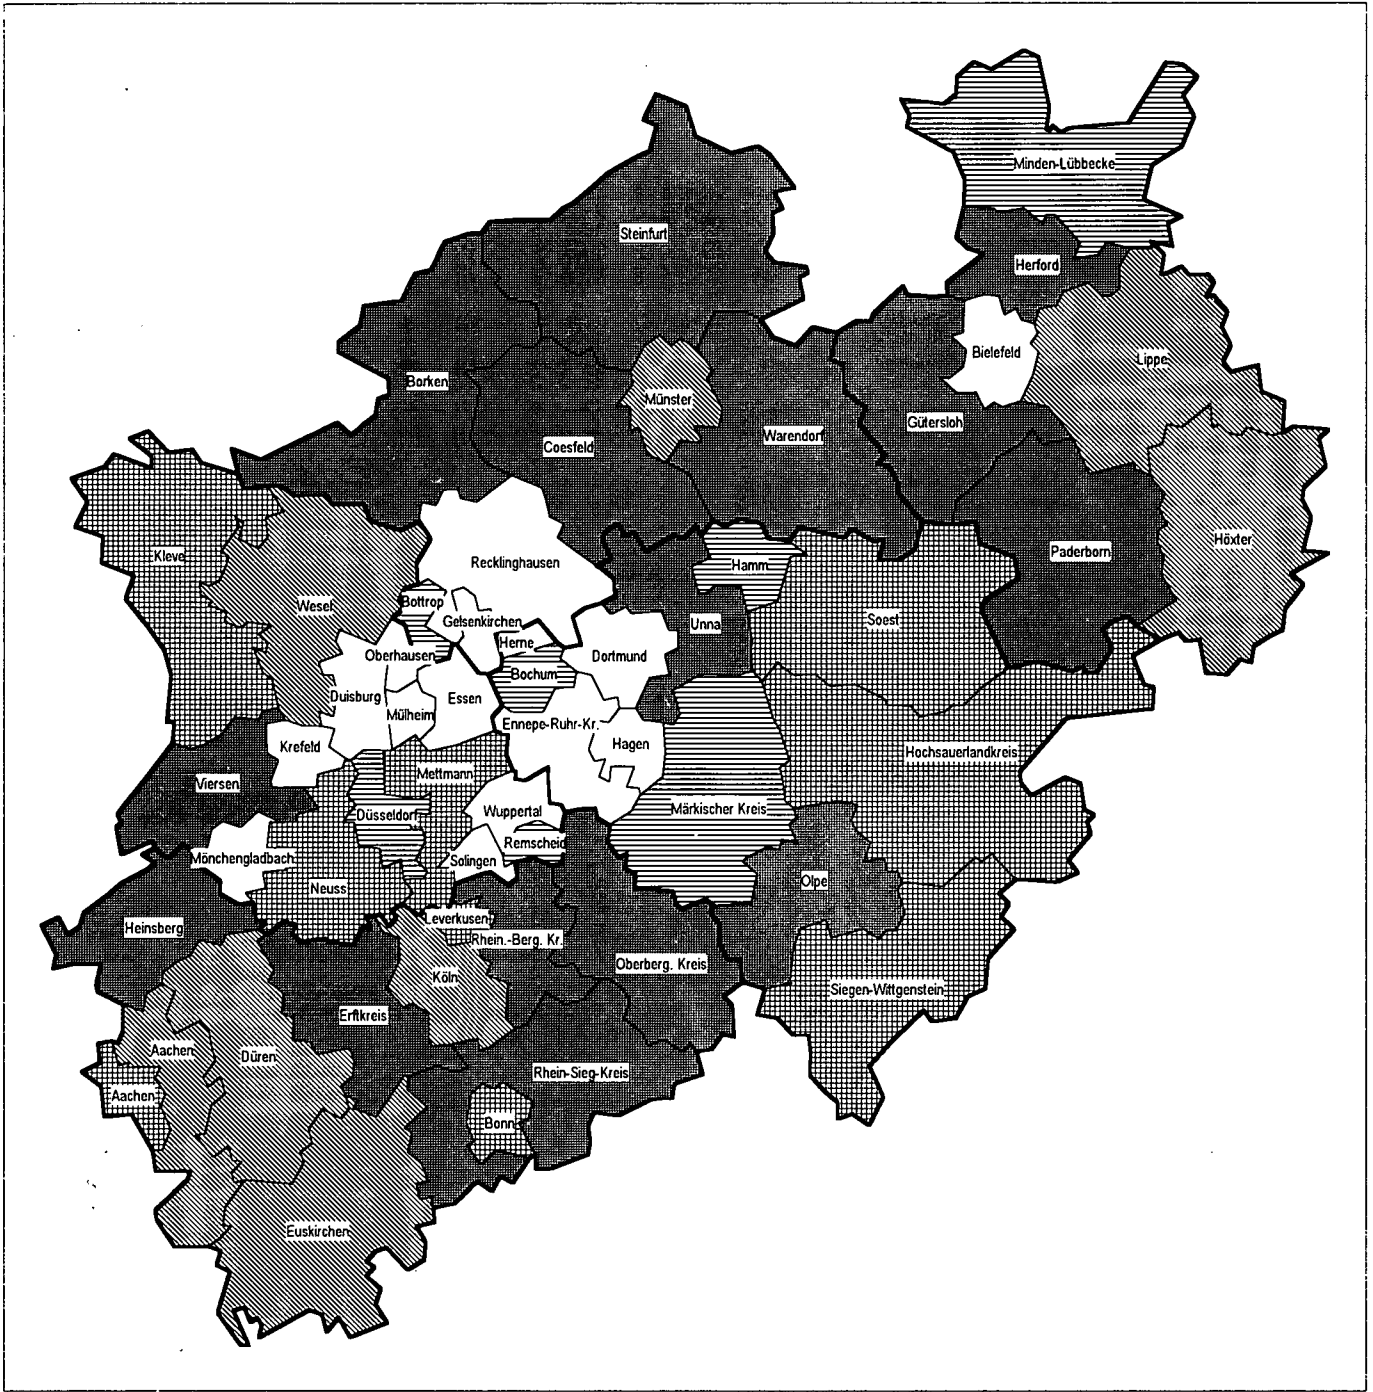 Minden-Lübbecke
Steinfurt
Herford
Bielefeld
Lippe
Borken
Münster
Gütersloh
Warendorf
Coesfeld
Höxter
Paderborn
Kleve
Recklinghausen
Hamm
Wesel
Bottrop
Gelsenkirchen
Soest
Unna
Herne
Oberhausen
Dortmund
Bochum
Duisburg
Essen
Mülheim
Ennepe-Ruhr-Kr.
Krefeld
Hagen
Hochsauerlandkreis
Mettmann
Viersen
Düsseldorf
Wuppertal
Märkischer Kreis
Remscheid
Mönchengladbach
Solingen
Olpe
Neuss
Leverkusen
Heinsberg
Rhein.-Berg. Kr.
Oberberg. Kreis
Köln
Siegen-Wittgenstein
Erftkreis
Aachen
Düren
Rhein-Sieg-Kreis
Aachen
Bonn
Euskirchen